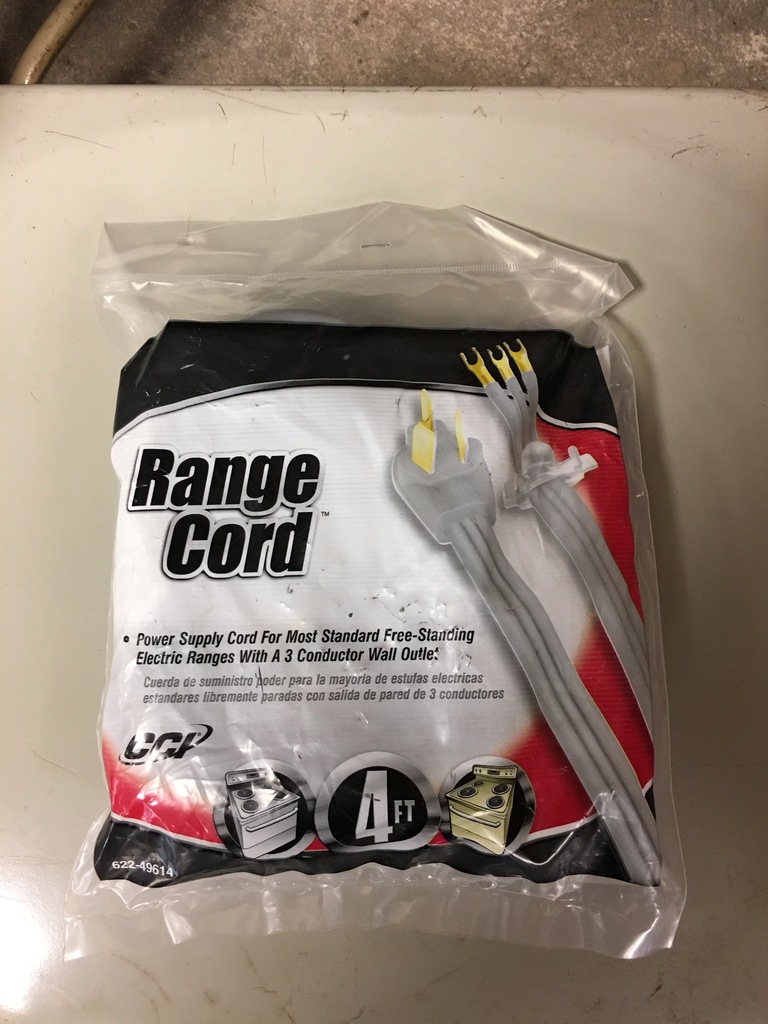 Range
Cord™
• Power Supply Cord For Most Standard Free-Standing
Electric Ranges With A 3 Conductor Wall Outlet
Cuerda de suministro poder para la mayoria de estufas electricas
estandares libremente paradas con salida de pared de 3 conductores
CCI
4 FT
622-49614